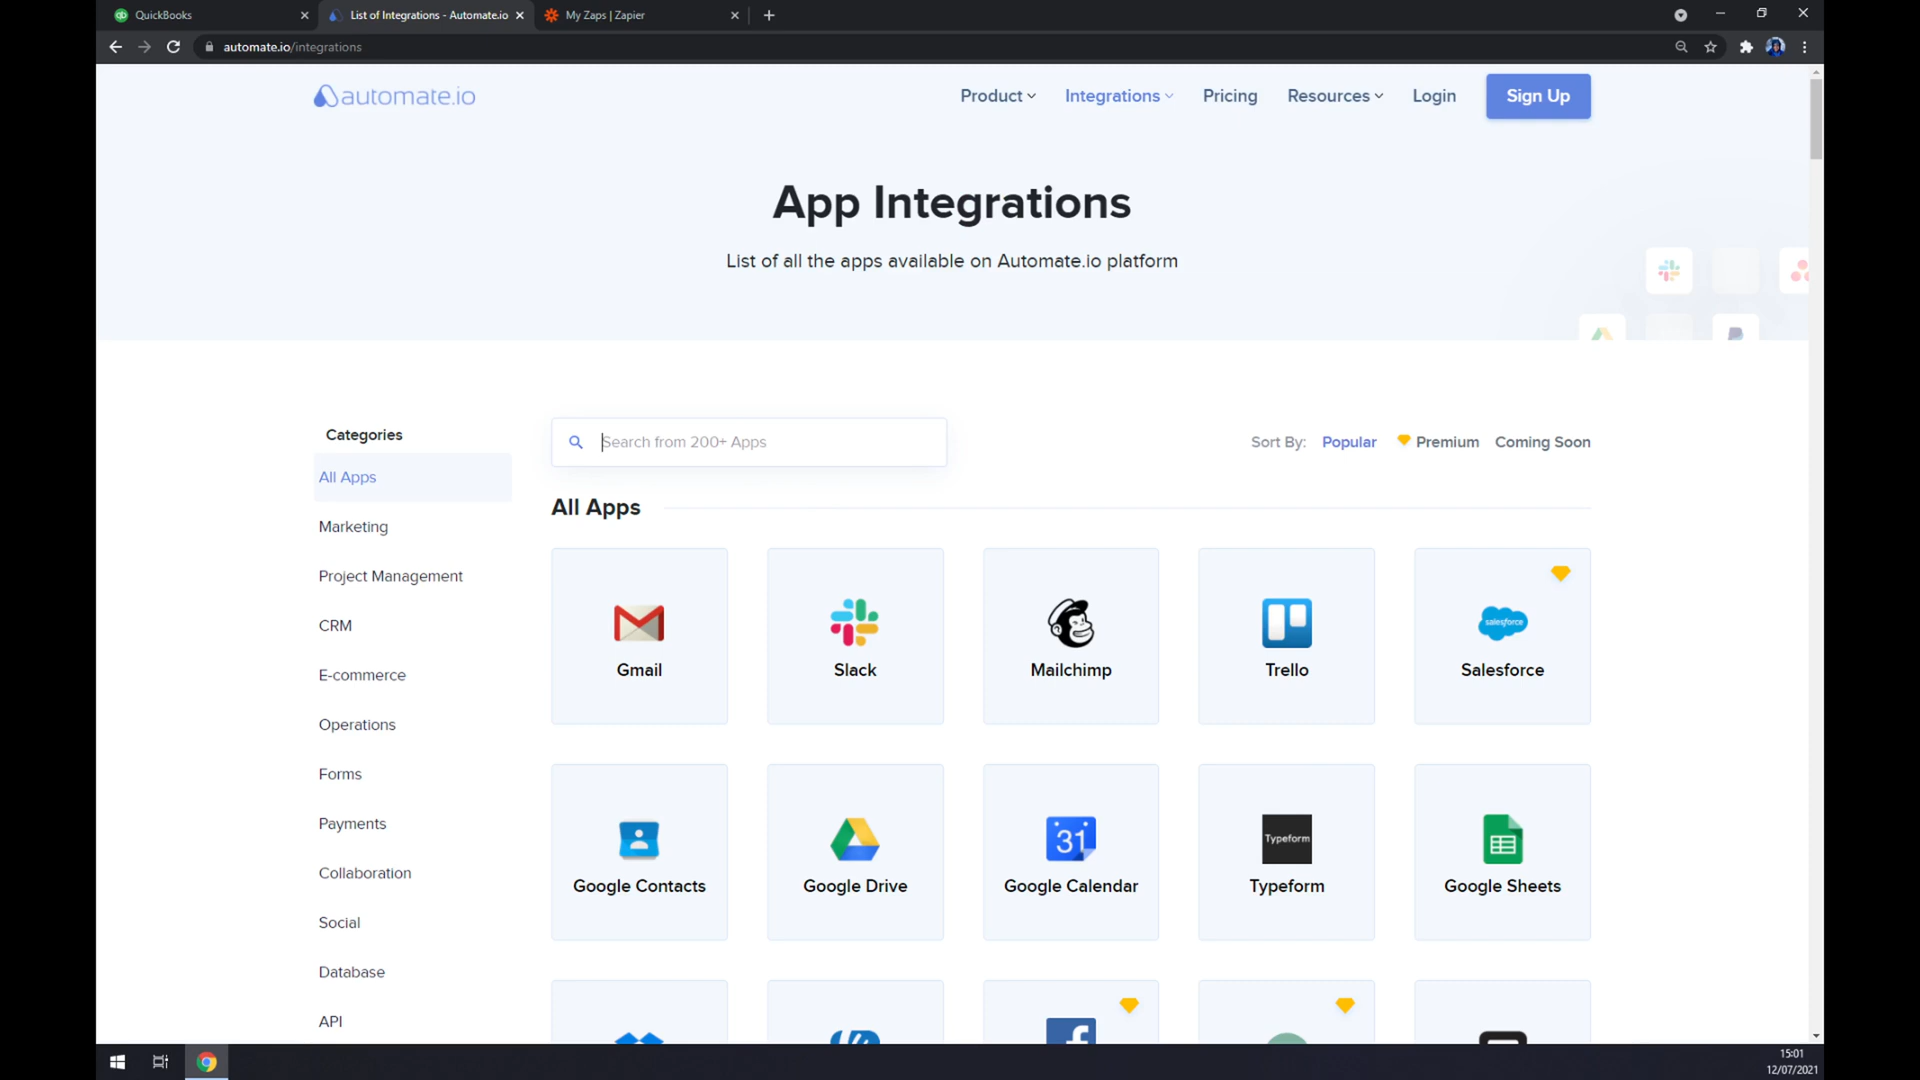 QuickBooks
List of Integrations - Automate.io
My Zaps | Zapier
automate.io/integrations
automate.io
Product
Integrations
Pricing
Resources
Login
Sign Up
App Integrations
List of all the apps available on Automate.io platform
Categories
All Apps
Marketing
Project Management
CRM
E-commerce
Operations
Forms
Payments
Collaboration
Social
Database
API
Search from 200+ Apps
Sort By: Popular Premium Coming Soon
All Apps
Gmail
Slack
Mailchimp
Trello
salesforce
Salesforce
Google Contacts
Google Drive
31
Google Calendar
Typeform
Typeform
Google Sheets
15:01
12/07/2021